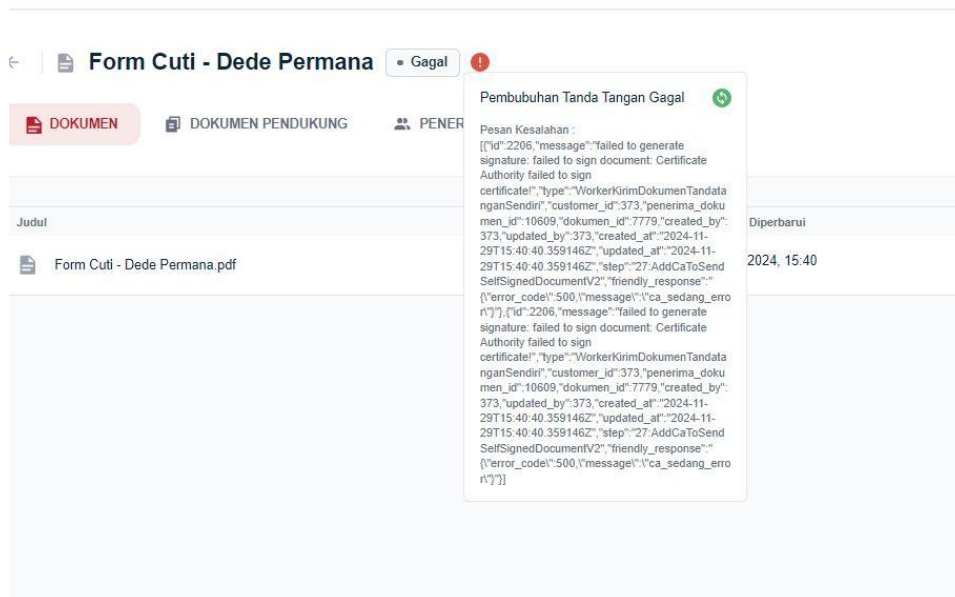 Form Cuti - Dede Permana
Gagal
Pembubuhan Tanda Tangan Gagal
DOKUMEN
DOKUMEN PENDUKUNG
PENER
Pesan Kesalahan :
[{"id":2206,"message":"failed to generate
signature: failed to sign document: Certificate
Authority failed to sign
certificate!","type":"WorkerKirimDokumenTandata
nganSendiri","customer_id":373,"penerima_doku
men_id":10609,"dokumen_id":7779,"created_by":
373,"updated_by":373,"created_at":"2024-11-
29T15:40:40.359146Z","updated_at":"2024-11-
29T15:40:40.359146Z","step":"27:AddCaToSend
SelfSignedDocumentV2","friendly_response":"
{\"error_code\":500,\"message\":\"ca_sedang_erro
r\"}"},{"id":2206,"message":"failed to generate
signature: failed to sign document: Certificate
Authority failed to sign
certificate!","type":"WorkerKirimDokumenTandata
nganSendiri","customer_id":373,"penerima_doku
men_id":10609,"dokumen_id":7779,"created_by":
373,"updated_by":373,"created_at":"2024-11-
29T15:40:40.359146Z","updated_at":"2024-11-
29T15:40:40.359146Z","step":"27:AddCaToSend
SelfSignedDocumentV2","friendly_response":"
{\"error_code\":500,\"message\":\"ca_sedang_erro
r\"}"}]
Judul
Diperbarui
Form Cuti - Dede Permana.pdf
2024, 15:40